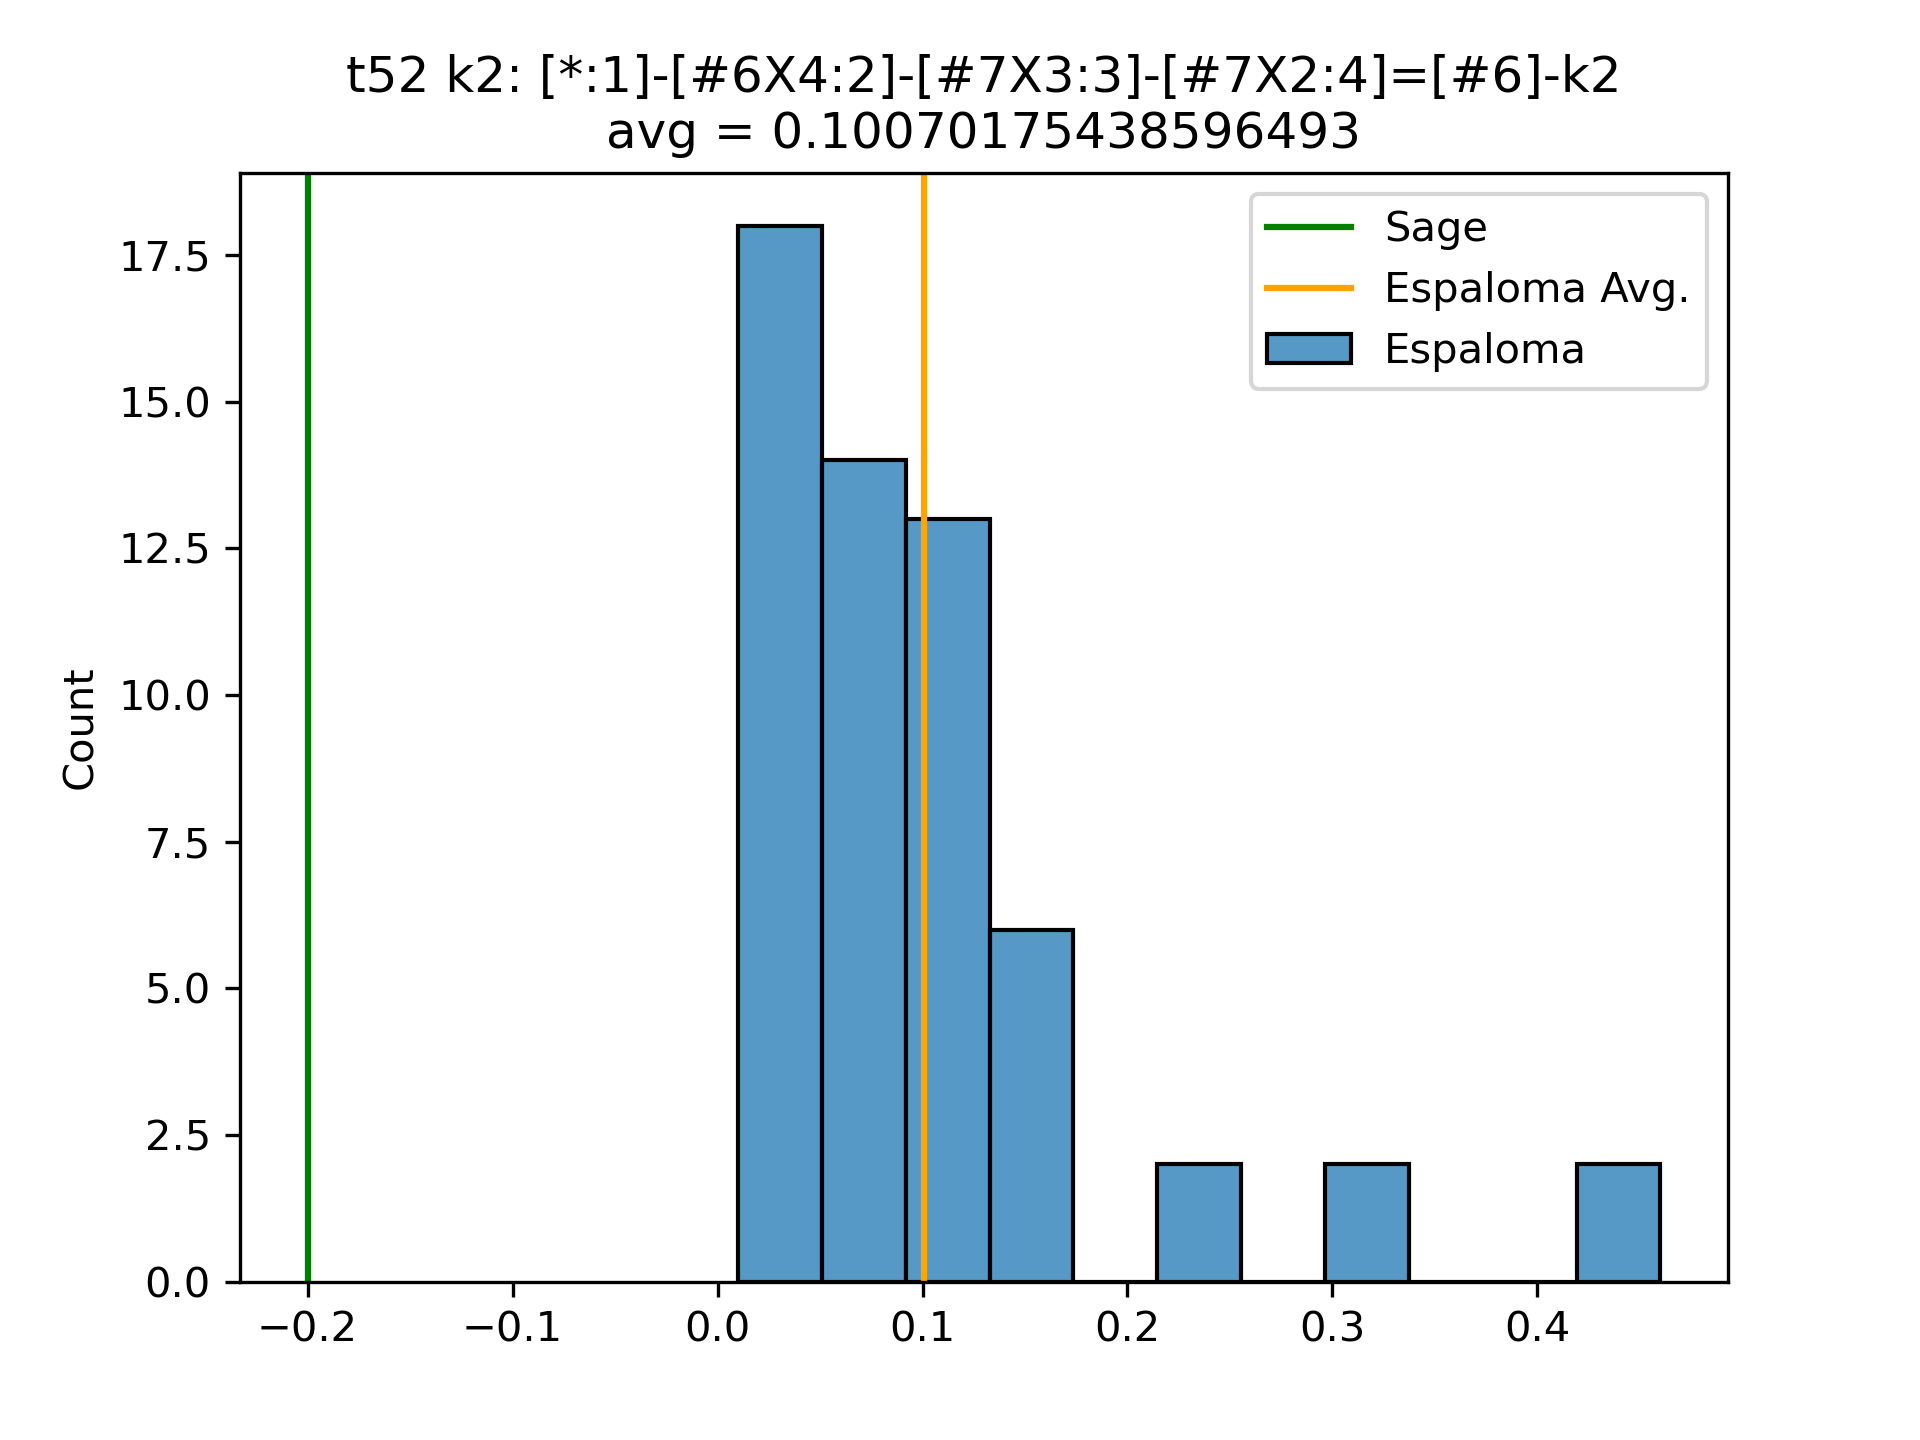 t52 k2: [*:1]-[#6X4:2]-[#7X3:3]-[#7X2:4]=[#6]-k2
avg = 0.10070175438596493
Sage
Espaloma Avg.
Espaloma
Count
17.5
15.0
12.5
10.0
7.5
5.0
2.5
0.0
−0.2 −0.1 0.0 0.1 0.2 0.3 0.4